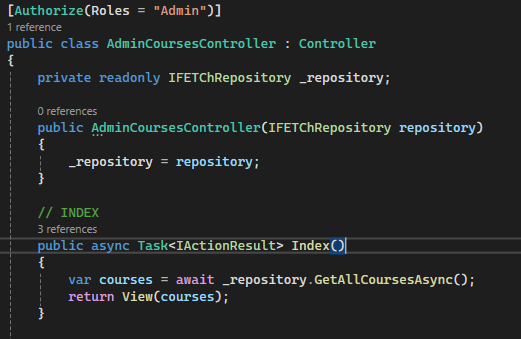 [Authorize(Roles = "Admin")]
1 reference
public class AdminCoursesController : Controller
{
private readonly IFETChRepository _repository;
0 references
public AdminCoursesController(IFETChRepository repository)
{
_repository = repository;
}
// INDEX
3 references
public async Task<IActionResult> Index()
{
var courses = await _repository.GetAllCoursesAsync();
return View(courses);
}